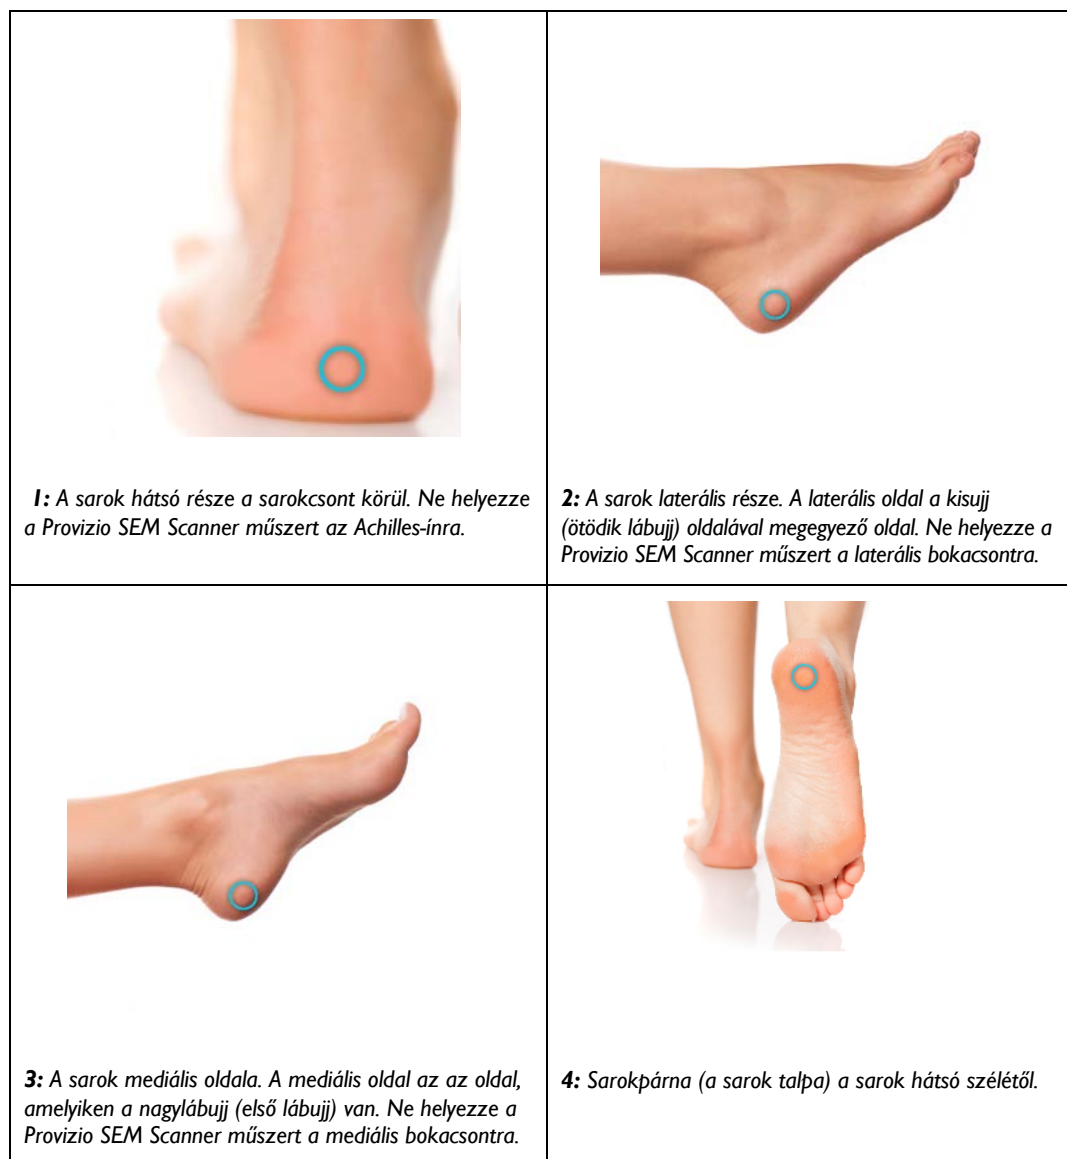 1: A sarok hátsó része a sarokcsont körül. Ne helyezze
a Provizio SEM Scanner műszert az Achilles-ínra.
2: A sarok laterális része. A laterális oldal a kisujj
(ötödik lábujj) oldalával megegyező oldal. Ne helyezze a
Provizio SEM Scanner műszert a laterális bokacsontra.
3: A sarok mediális oldala. A mediális oldal az az oldal,
amelyiken a nagylábujj (első lábujj) van. Ne helyezze a
Provizio SEM Scanner műszert a mediális bokacsontra.
4: Sarokpárna (a sarok talpa) a sarok hátsó szélétől.